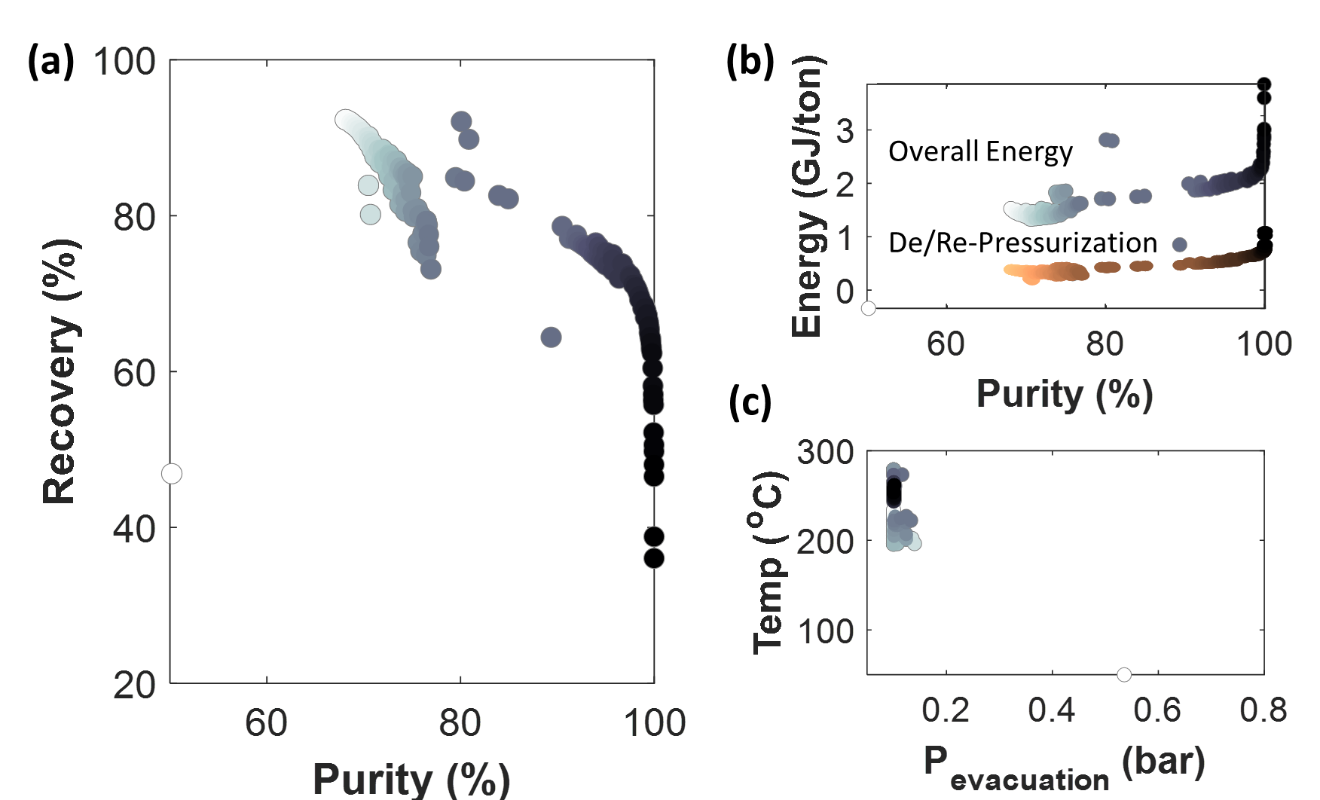 (a)
100
80
60
40
20
Recovery (%)
60 80 100
Purity (%)
(b)
3
2
1
0
Energy (GJ/ton)
Overall Energy
De/Re-Pressurization
60 80 100
Purity (%)
(c)
300
200
100
Temp (oC)
0.2 0.4 0.6 0.8
Pevacuation (bar)